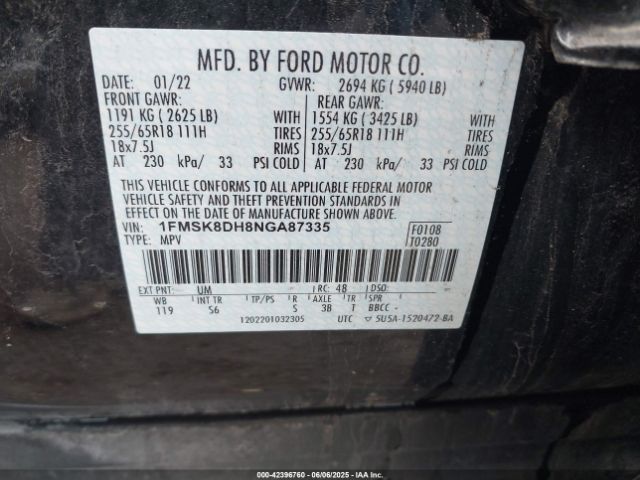 MFD. BY FORD MOTOR CO.
DATE: 01/22 GVWR: 2694 KG ( 5940 LB)
FRONT GAWR: REAR GAWR:
1191 KG ( 2625 LB) WITH 1554 KG ( 3425 LB) WITH
255/65R18 111H TIRES 255/65R18 111H TIRES
18x7.5J RIMS 18x7.5J RIMS
AT 230 kPa/ 33 PSI COLD AT 230 kPa/ 33 PSI COLD
THIS VEHICLE CONFORMS TO ALL APPLICABLE FEDERAL MOTOR
VEHICLE SAFETY AND THEFT PREVENTION STANDARDS IN
EFFECT ON THE DATE OF MANUFACTURE SHOWN ABOVE.
VIN: 1FMSK8DH8NGA87335 F0108
TYPE: MPV T0280
EXT PNT: UM RC: 48 DSO:
WB INT TR TP/PS R AXLE TR SPR
119 S6 S 3B T BBCC -
1202201032305 UTC ▽ 5U5A-1520472-BA
000-42396760 - 06/06/2025 - IAA Inc.